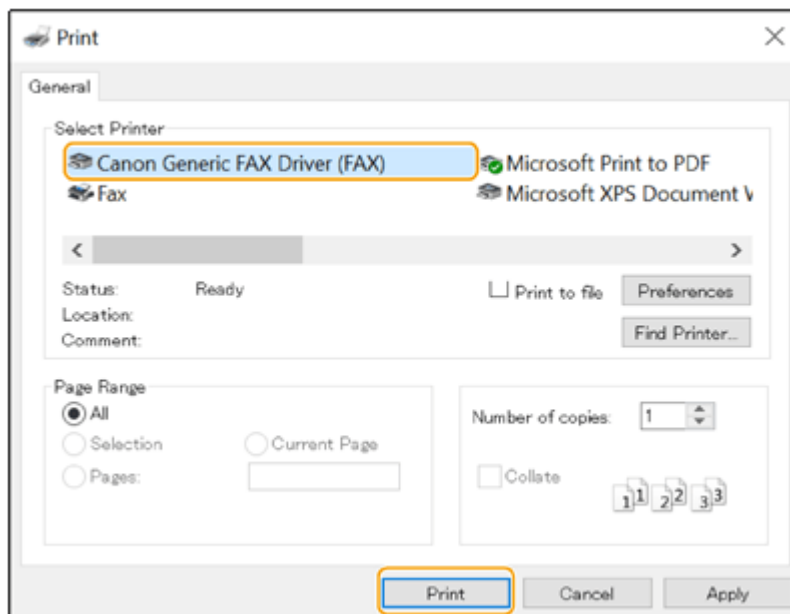 Print
General
Select Printer
Canon Generic FAX Driver (FAX)
Microsoft Print to PDF
Fax
Microsoft XPS Document
Status: Ready
Print to file
Preferences
Location:
Comment:
Find Printer...
Page Range
All
Selection
Current Page
Pages:
Number of copies: 1
Collate
1 1 2 2 3 3
Print
Cancel
Apply